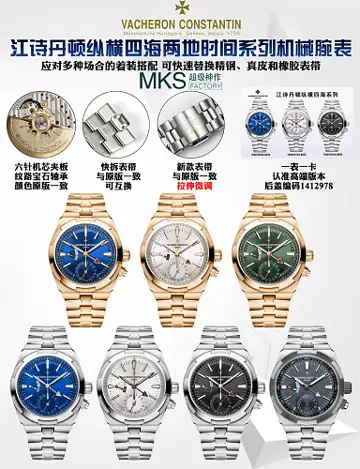 VACHERON CONSTANTIN
Manufacture Horlogère, Genève, depuis 1755.
江诗丹顿纵横四海两地时间系列机械腕表
应对多种场合的着装搭配 可快速替换精钢、真皮和橡胶表带
MKS 超级神作
FACTORY
江诗丹顿纵横四海系列
六针机芯夹板
纹路宝石轴承
颜色原版一致
快拆表带
与原版一致
可互换
新款表带
与原版一致
拉伸微调
一表一卡
认准高端版本
后盖编码1412978